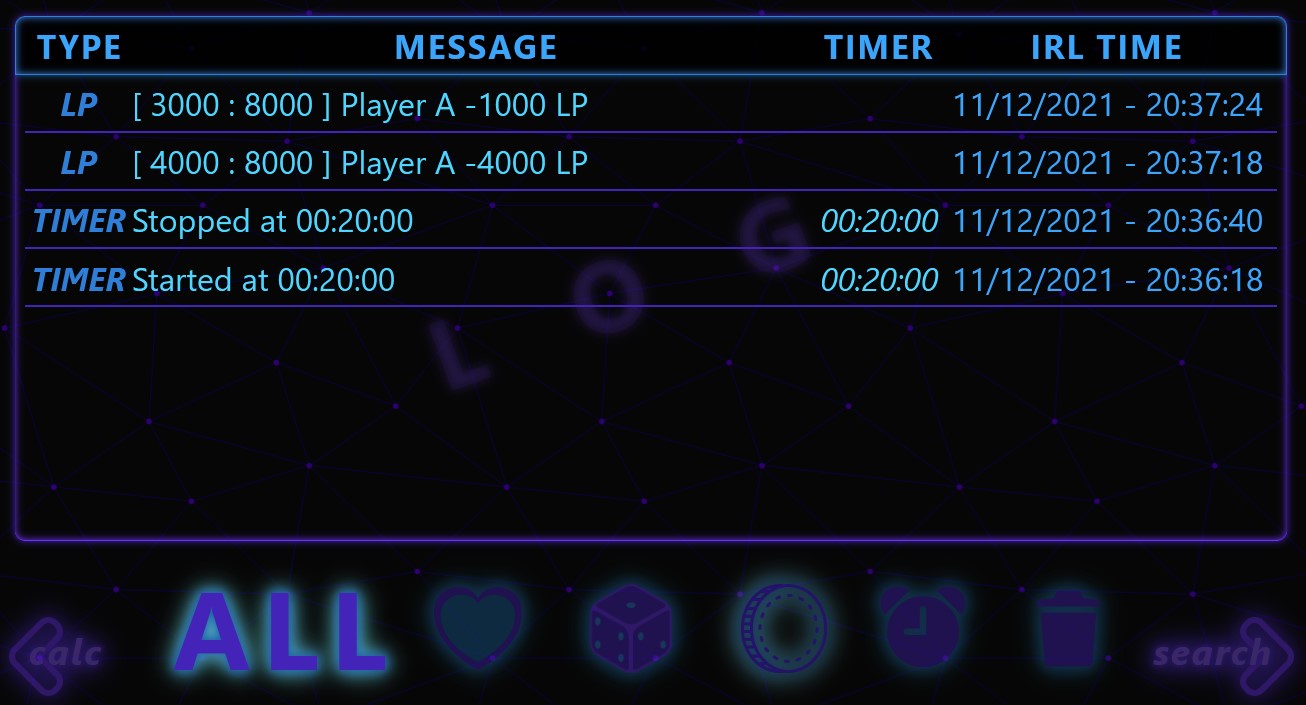 TYPE MESSAGE TIMER IRL TIME
LP [ 3000 : 8000 ] Player A -1000 LP 11/12/2021 - 20:37:24
LP [ 4000 : 8000 ] Player A -4000 LP 11/12/2021 - 20:37:18
TIMER Stopped at 00:20:00 00:20:00 11/12/2021 - 20:36:40
TIMER Started at 00:20:00 00:20:00 11/12/2021 - 20:36:18
LOG
calc ALL search